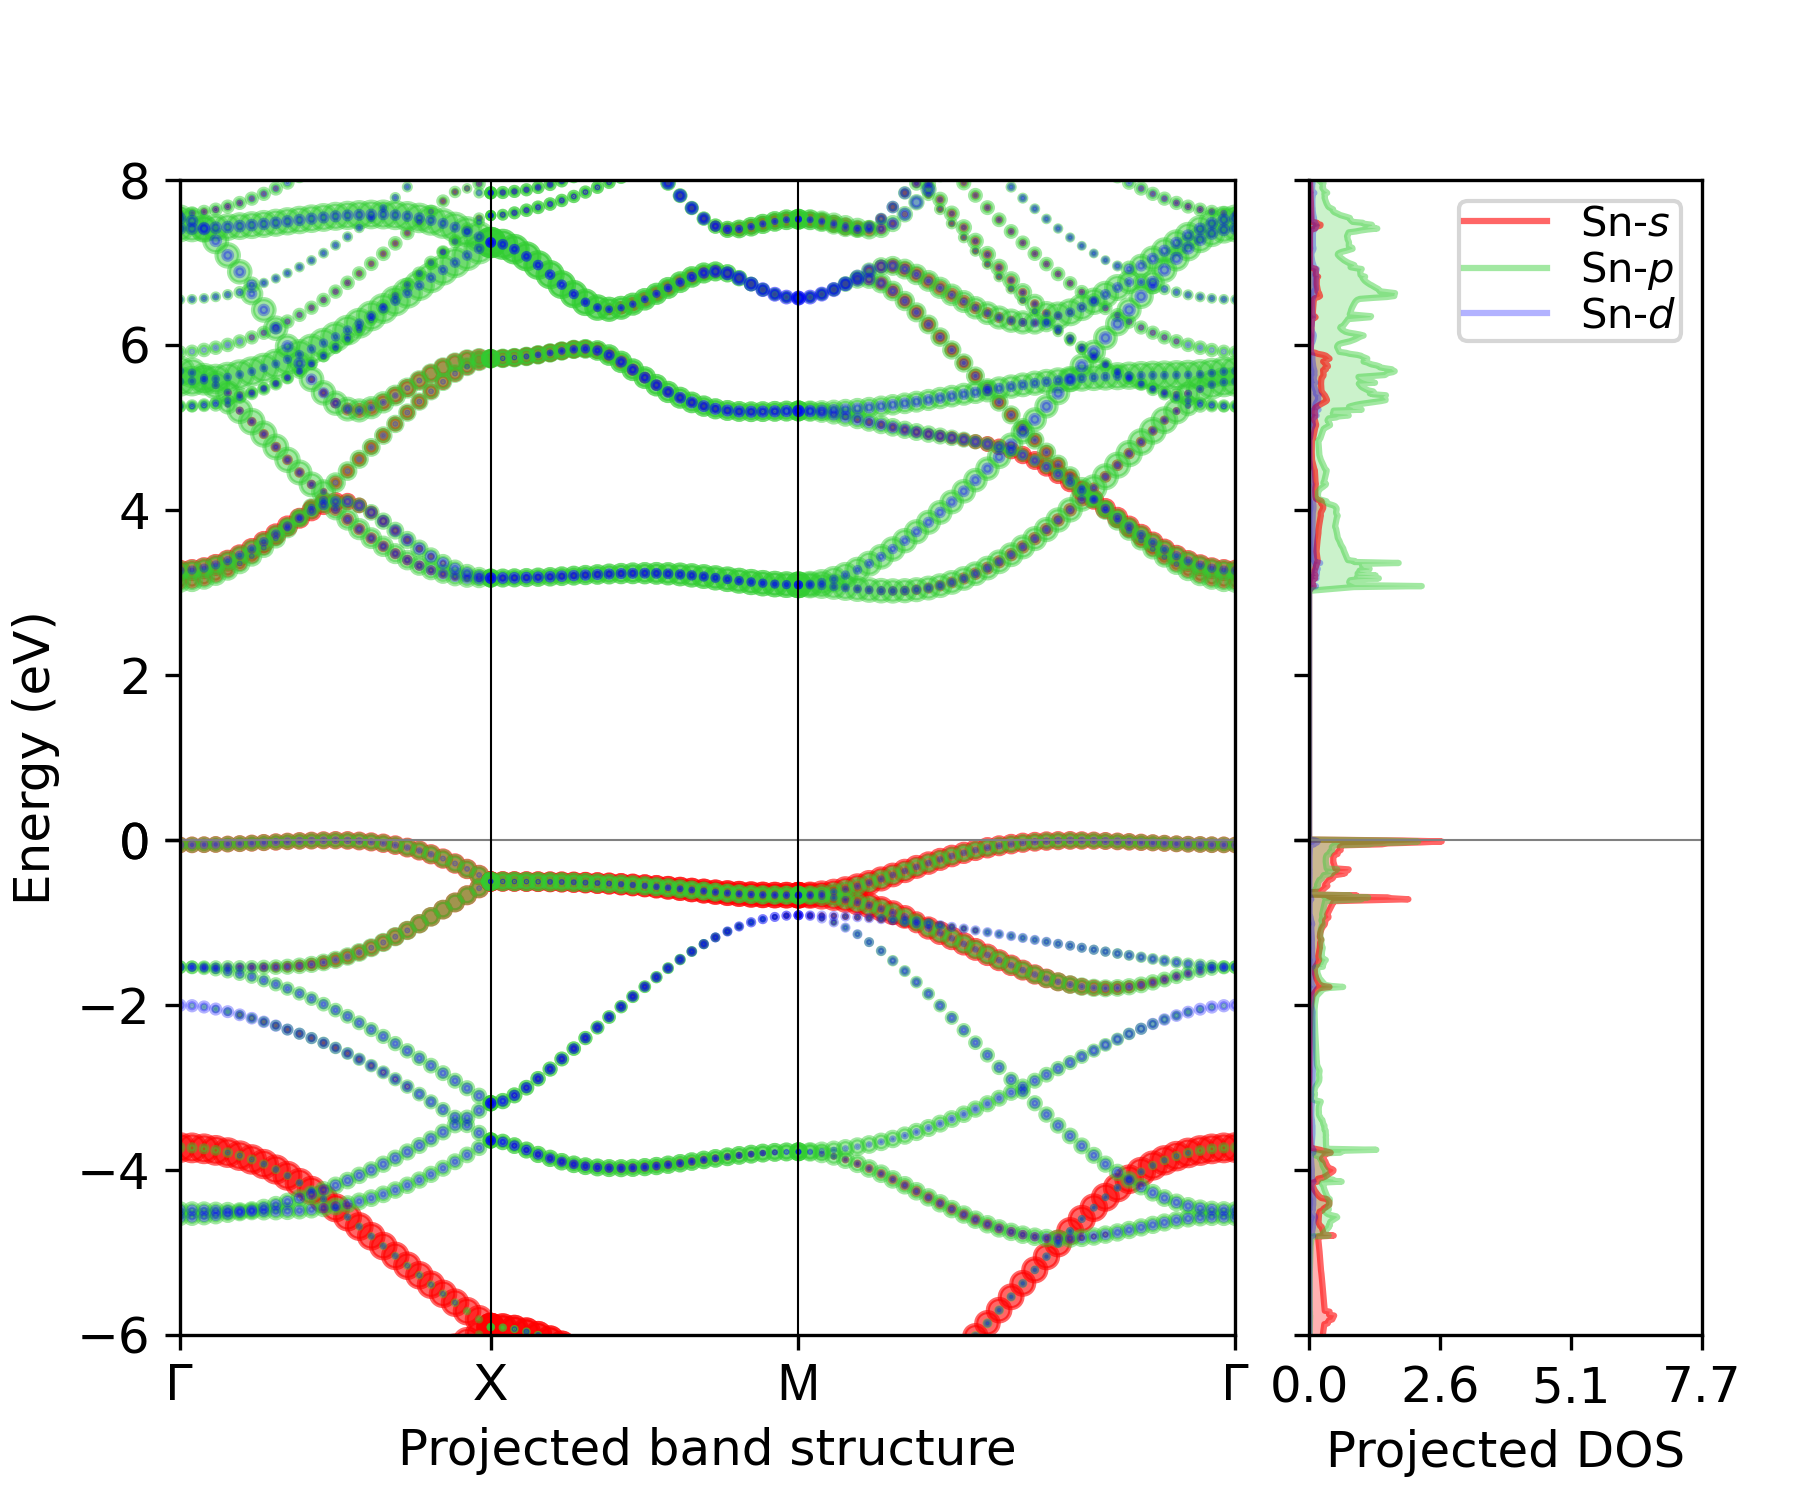 8
6
4
2
0
−2
−4
−6
Energy (eV)
Γ X M Γ
Projected band structure
Sn-s
Sn-p
Sn-d
0.0 2.6 5.1 7.7
Projected DOS